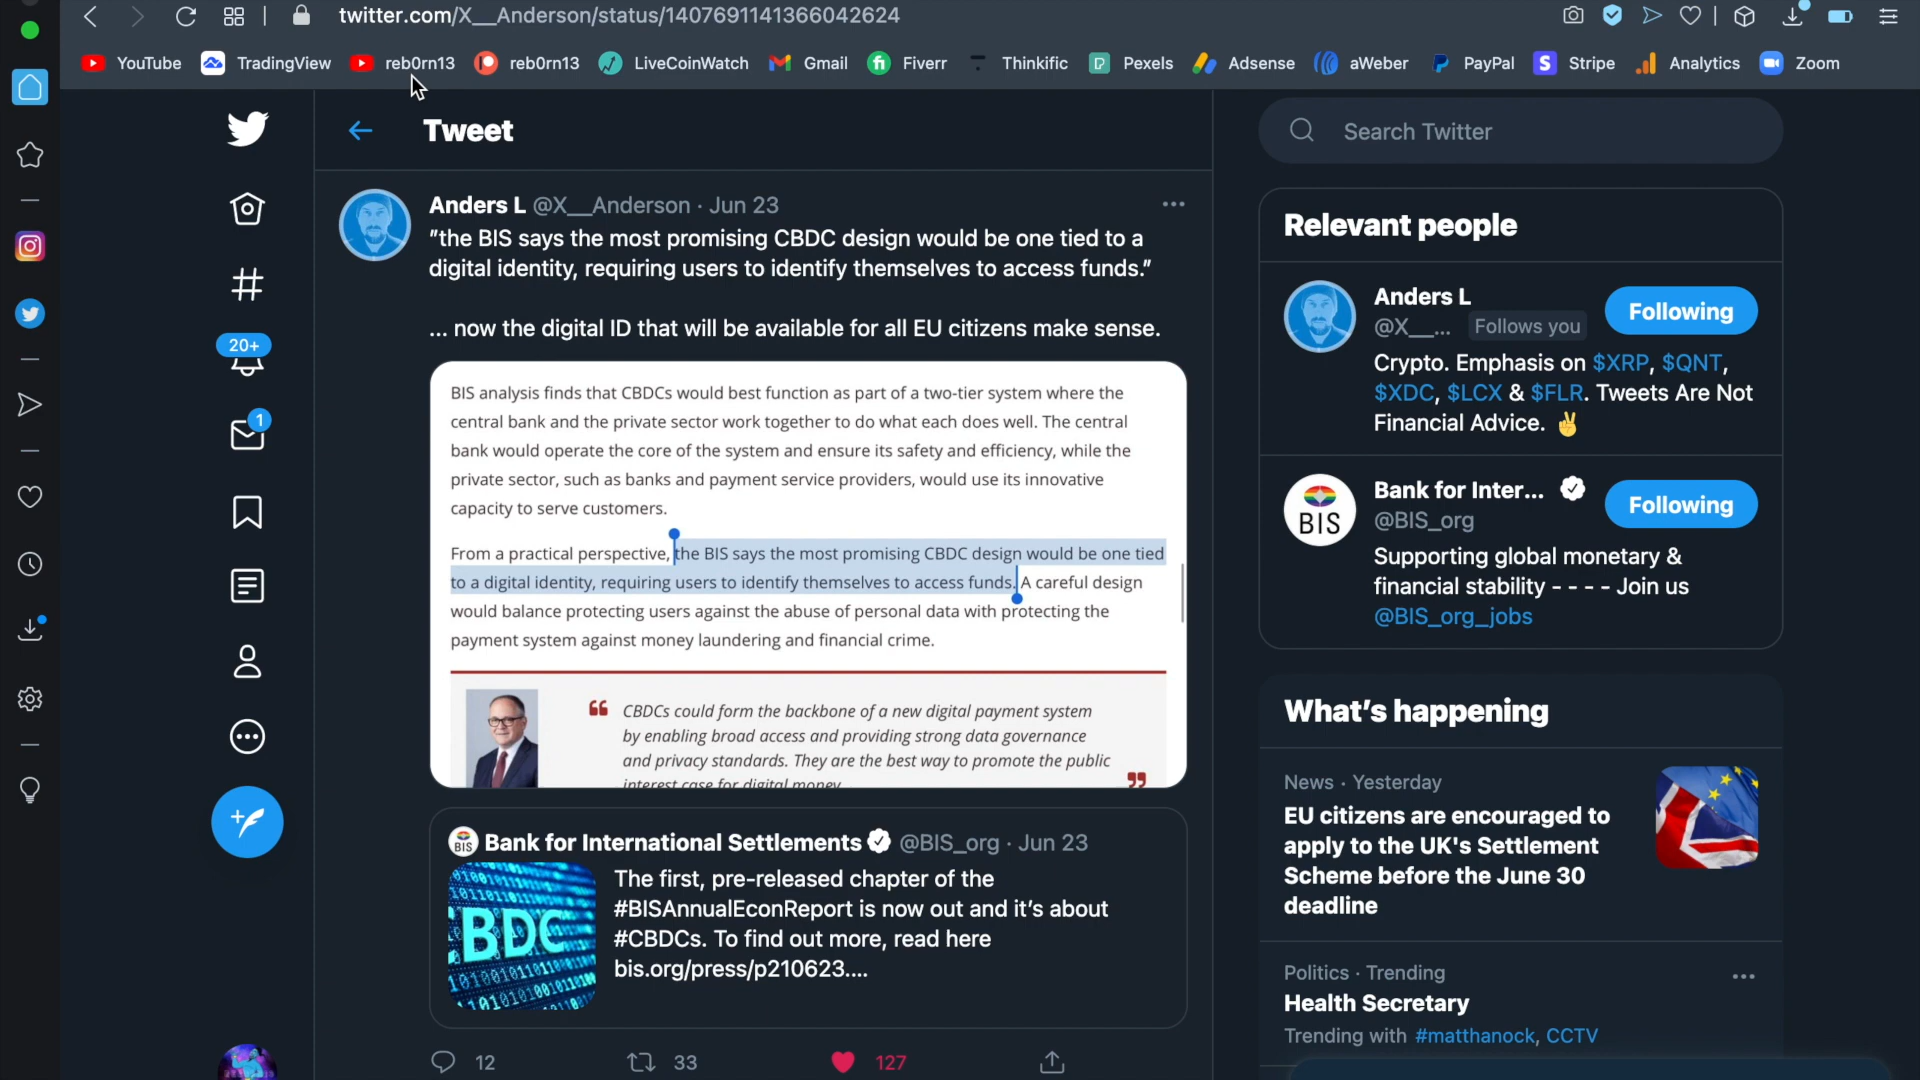 twitter.com/X__Anderson/status/1407691141366042624
YouTube TradingView reb0rn13 reb0rn13 LiveCoinWatch Gmail Fiverr Thinkific Pexels Adsense aWeber PayPal Stripe Analytics Zoom
Tweet
Search Twitter
Anders L @X__Anderson · Jun 23
"the BIS says the most promising CBDC design would be one tied to a
digital identity, requiring users to identify themselves to access funds."
... now the digital ID that will be available for all EU citizens make sense.
BIS analysis finds that CBDCs would best function as part of a two-tier system where the
central bank and the private sector work together to do what each does well. The central
bank would operate the core of the system and ensure its safety and efficiency, while the
private sector, such as banks and payment service providers, would use its innovative
capacity to serve customers.
From a practical perspective, the BIS says the most promising CBDC design would be one tied
to a digital identity, requiring users to identify themselves to access funds. A careful design
would balance protecting users against the abuse of personal data with protecting the
payment system against money laundering and financial crime.
CBDCs could form the backbone of a new digital payment system
by enabling broad access and providing strong data governance
and privacy standards. They are the best way to promote the public
interest case for digital money
BIS Bank for International Settlements @BIS_org · Jun 23
CBDC
The first, pre-released chapter of the
#BISAnnualEconReport is now out and it's about
#CBDCs. To find out more, read here
bis.org/press/p210623....
12 33 127
20+
1
Relevant people
Anders L
@X__... Follows you
Following
Crypto. Emphasis on $XRP, $QNT,
$XDC, $LCX & $FLR. Tweets Are Not
Financial Advice. ✌
BIS
Bank for Inter...
@BIS_org
Following
Supporting global monetary &
financial stability - - - - Join us
@BIS_org_jobs
What's happening
News · Yesterday
EU citizens are encouraged to
apply to the UK's Settlement
Scheme before the June 30
deadline
Politics · Trending
Health Secretary
Trending with #matthanock, CCTV